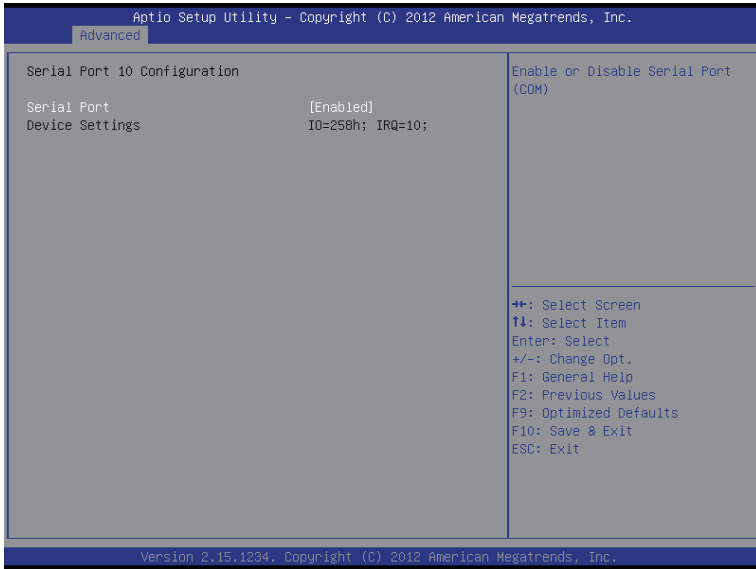 Aptio Setup Utility – Copyright (C) 2012 American Megatrends, Inc.
Advanced
Serial Port 10 Configuration
Serial Port [Enabled]
Device Settings IO=258h; IRQ=10;
Enable or Disable Serial Port
(COM)
→←: Select Screen
↑↓: Select Item
Enter: Select
+/-: Change Opt.
F1: General Help
F2: Previous Values
F9: Optimized Defaults
F10: Save & Exit
ESC: Exit
Version 2.15.1234. Copyright (C) 2012 American Megatrends, Inc.